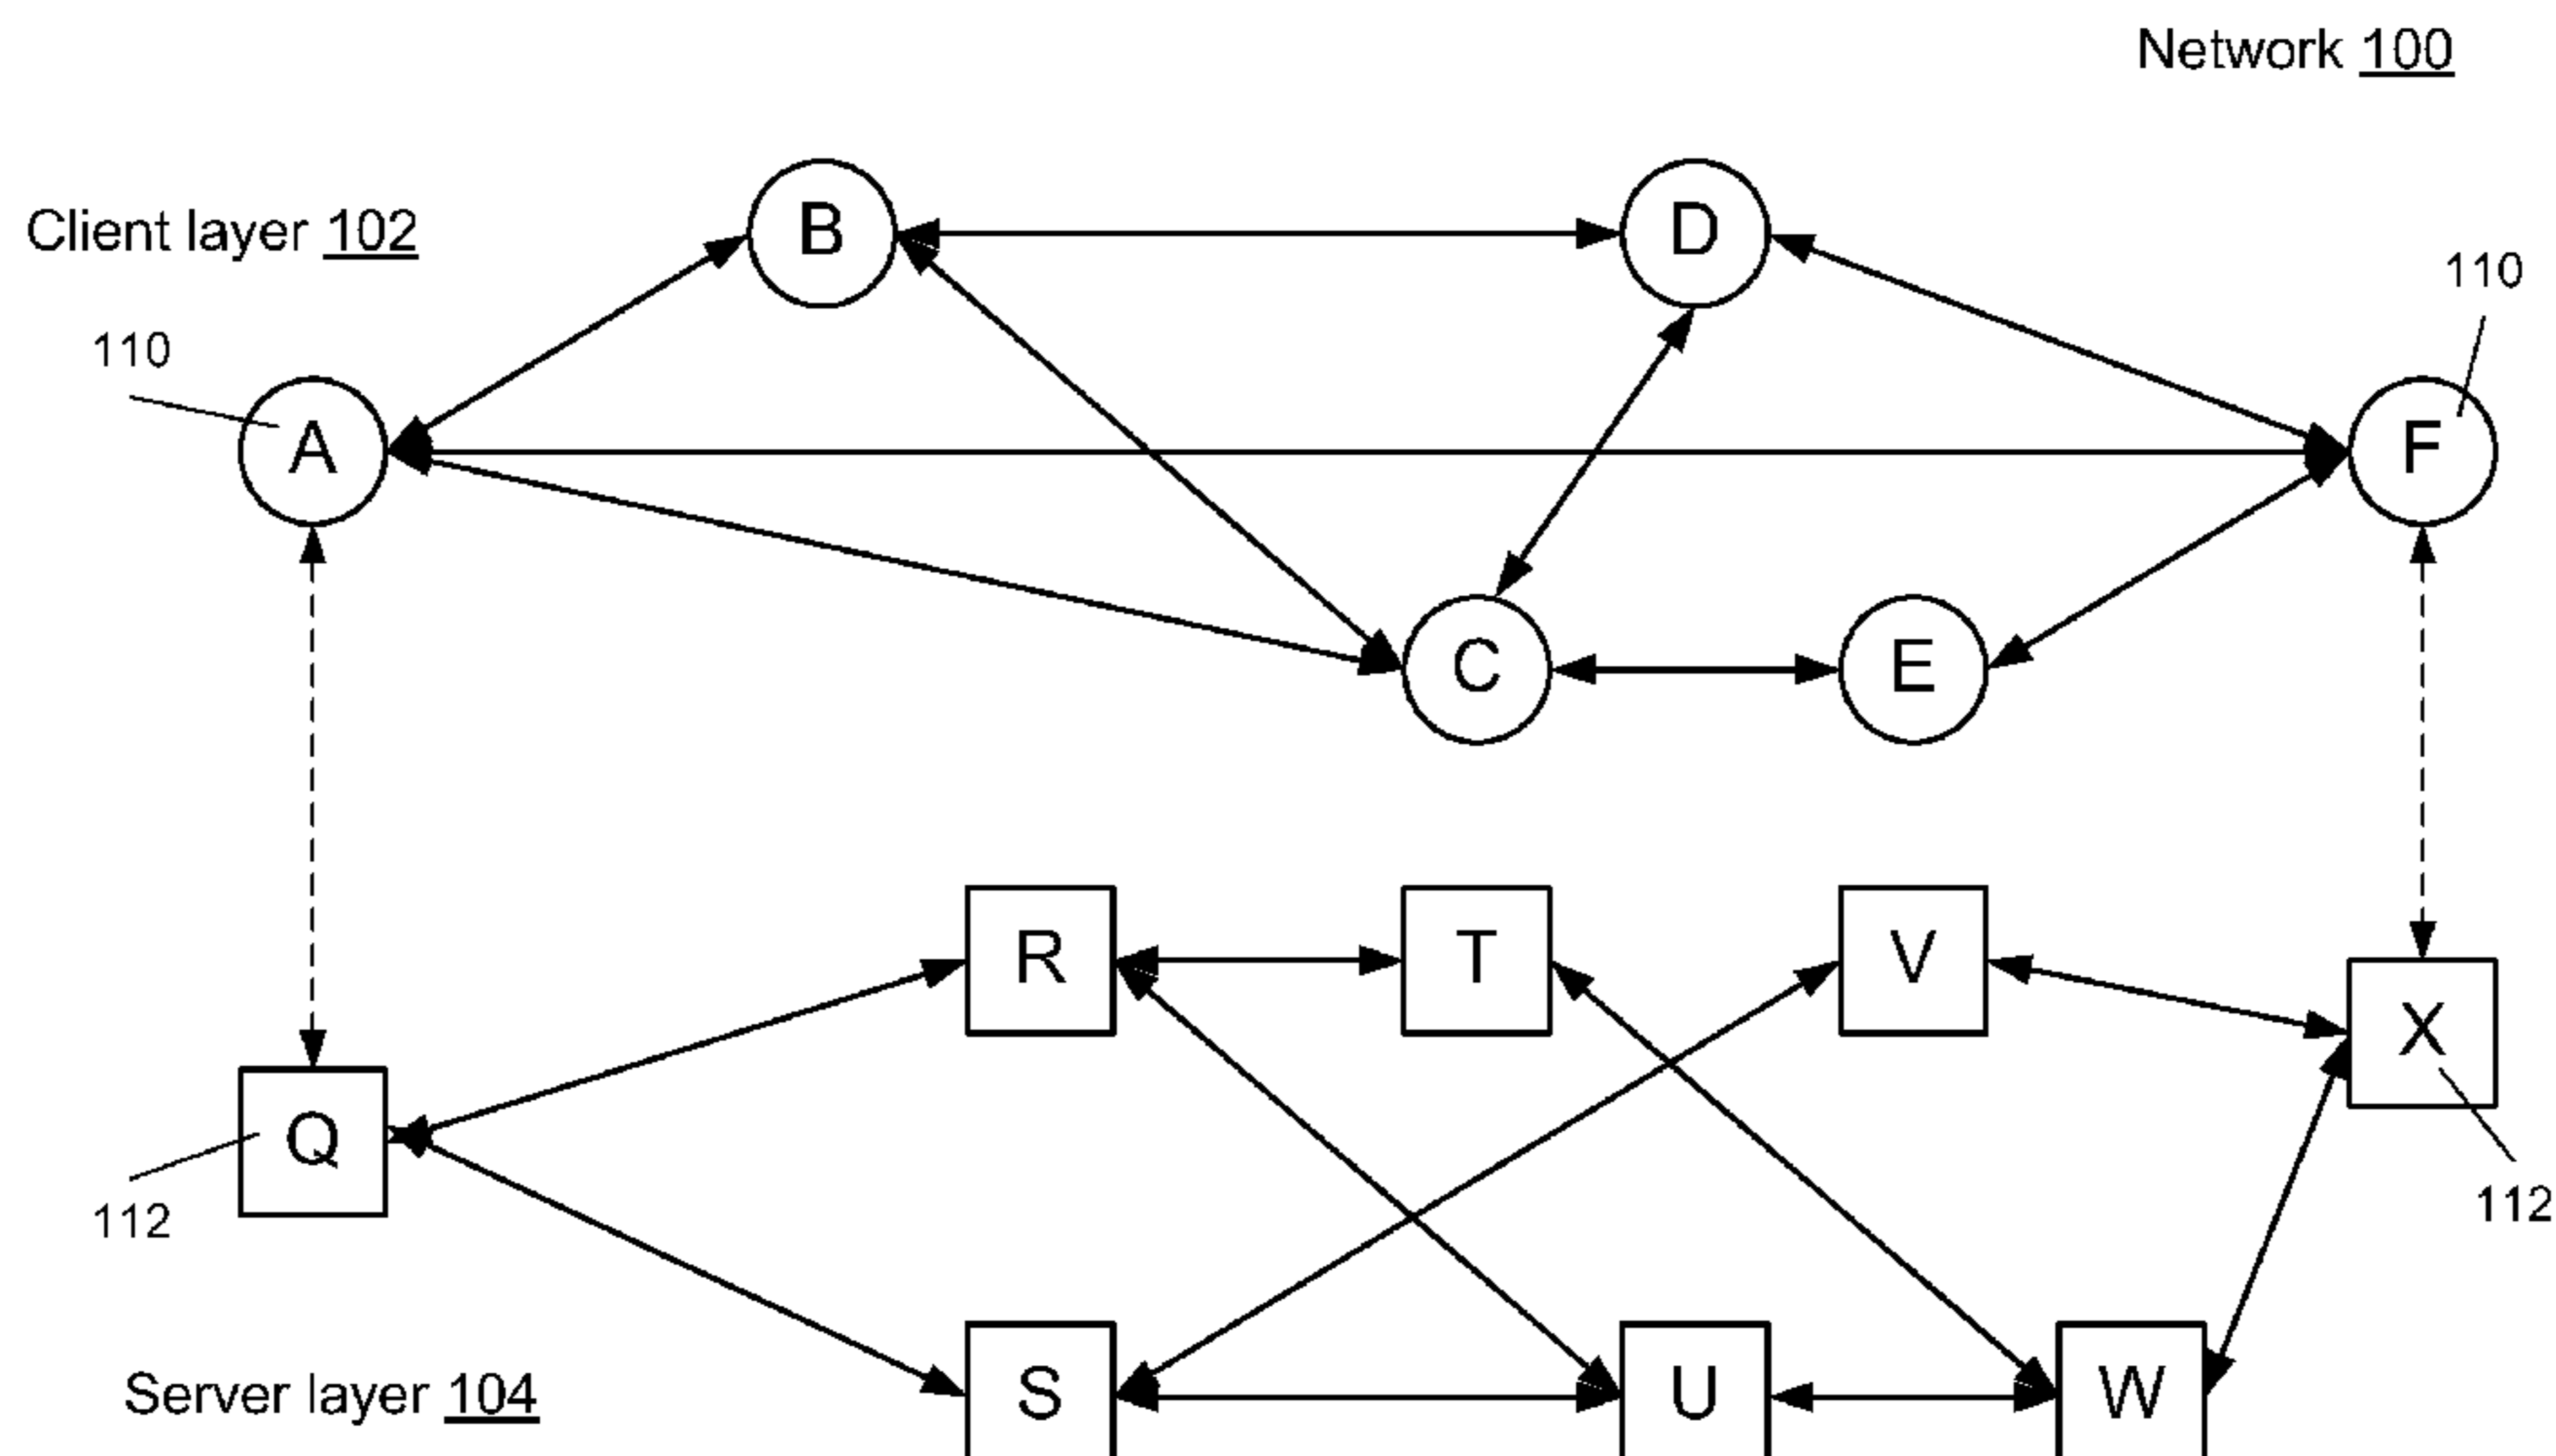 Network 100
Client layer 102
B
D
110
110
A
F
C
E
R
T
V
X
Q
112
112
Server layer 104
S
U
W